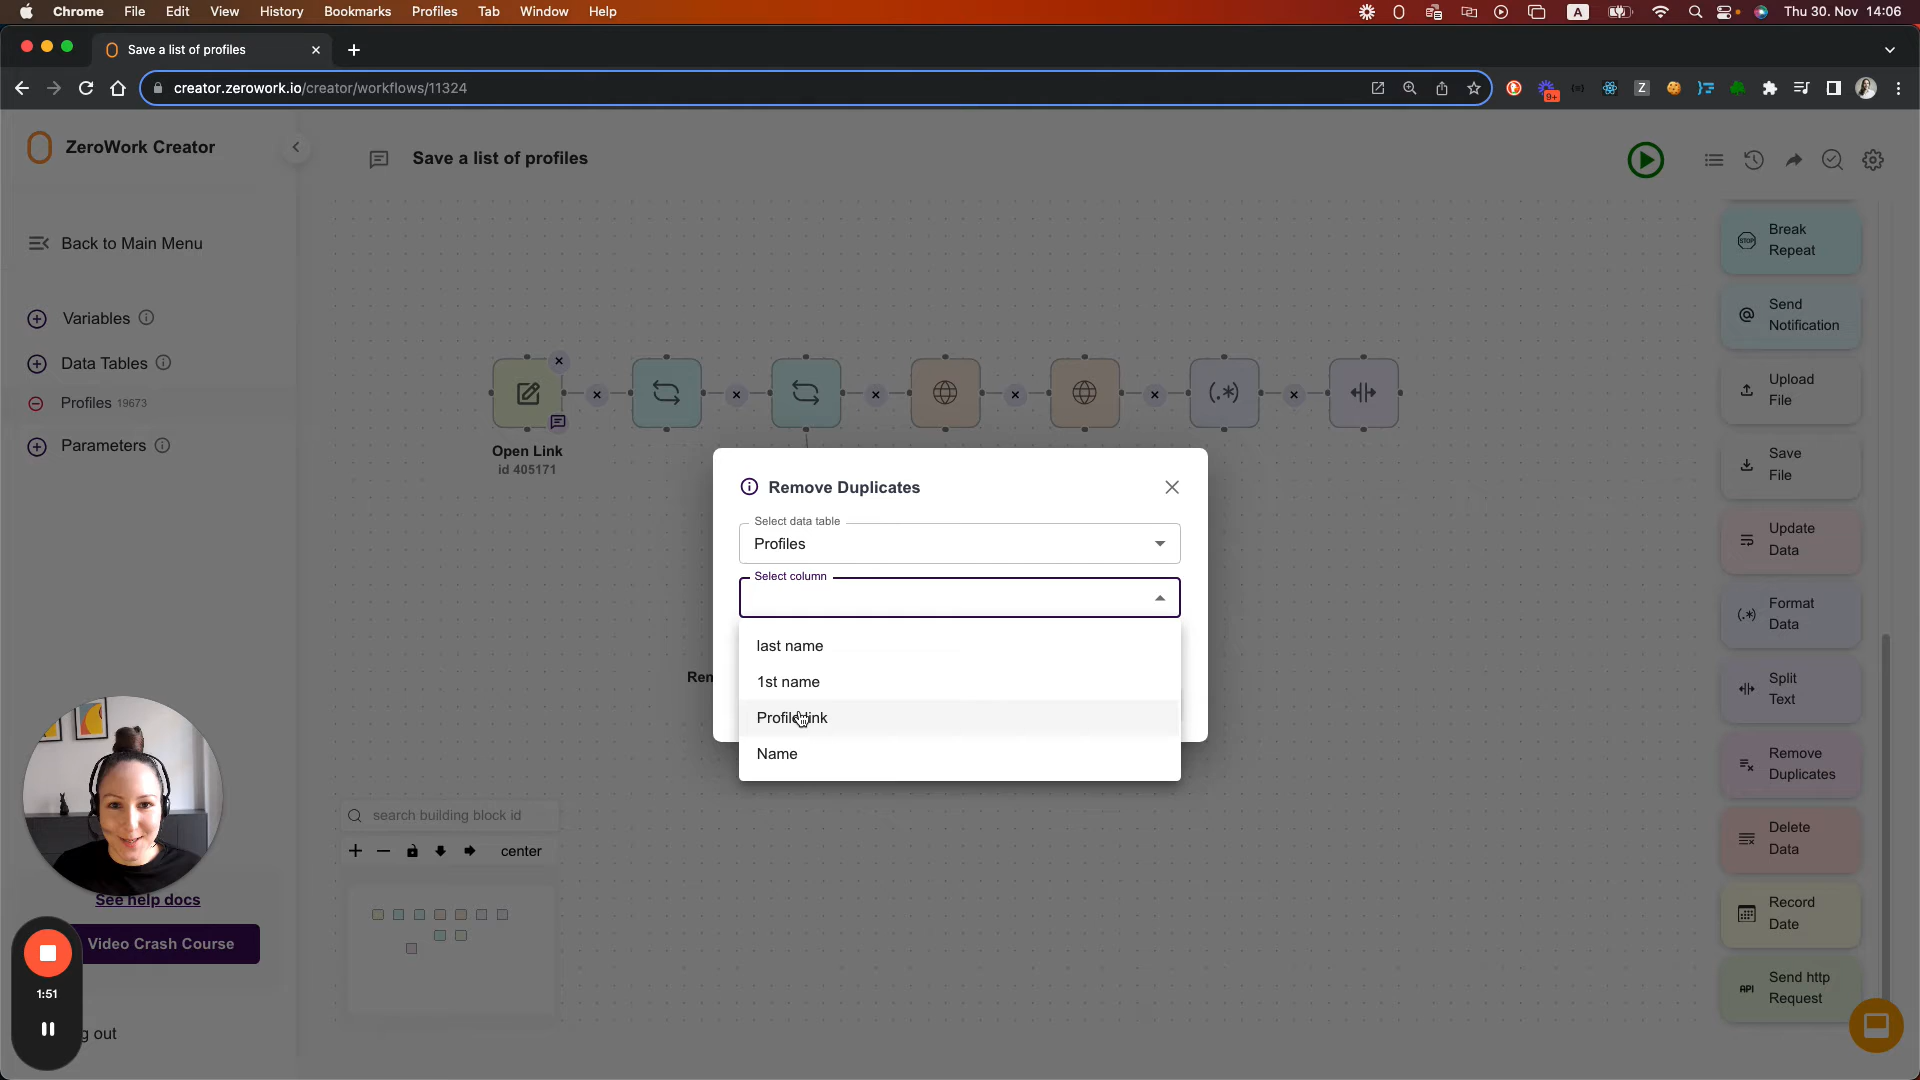 Chrome File Edit View History Bookmarks Profiles Tab Window Help
A
Thu 30. Nov 14:06
Save a list of profiles
creator.zerowork.io/creator/workflows/11324
9+
Z
ZeroWork Creator
Save a list of profiles
Back to Main Menu
Variables
Data Tables
Profiles 19673
Parameters
Open Link
id 405171
(.*)
Remove Duplicates
Select data table
Profiles
Select column
last name
1st name
Profile link
Name
Rem
search building block id
center
STOP
Break
Repeat
@
Send
Notification
Upload
File
Save
File
Update
Data
(.*)
Format
Data
Split
Text
Remove
Duplicates
Delete
Data
Record
Date
API
Send http
Request
See help docs
Video Crash Course
1:51
g out